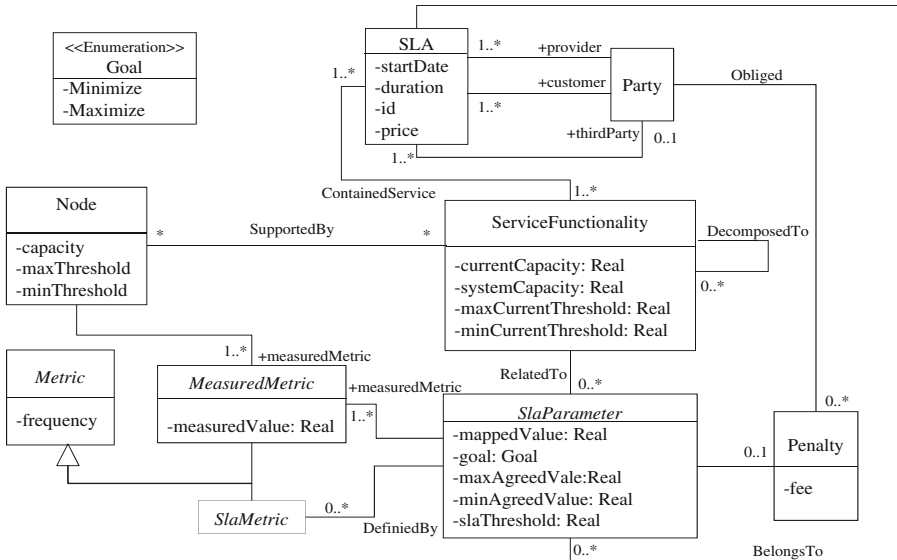 <<Enumeration>>
Goal
-Minimize
-Maximize
SLA
-startDate
-duration
-id
-price
1..*
+provider
1..*
+customer
1..*
Party
Obliged
+thirdParty
0..1
1..*
ContainedService
1..*
Node
-capacity
-maxThreshold
-minThreshold
*
SupportedBy
*
ServiceFunctionality
-currentCapacity: Real
-systemCapacity: Real
-maxCurrentThreshold: Real
-minCurrentThreshold: Real
DecomposedTo
0..*
1..*
+measuredMetric
RelatedTo
0..*
Metric
-frequency
MeasuredMetric
-measuredValue: Real
+measuredMetric
1..*
SlaParameter
-mappedValue: Real
-goal: Goal
-maxAgreedVale:Real
-minAgreedValue: Real
-slaThreshold: Real
0..*
0..1
Penalty
-fee
SlaMetric
0..*
DefiniedBy
0..*
BelongsTo